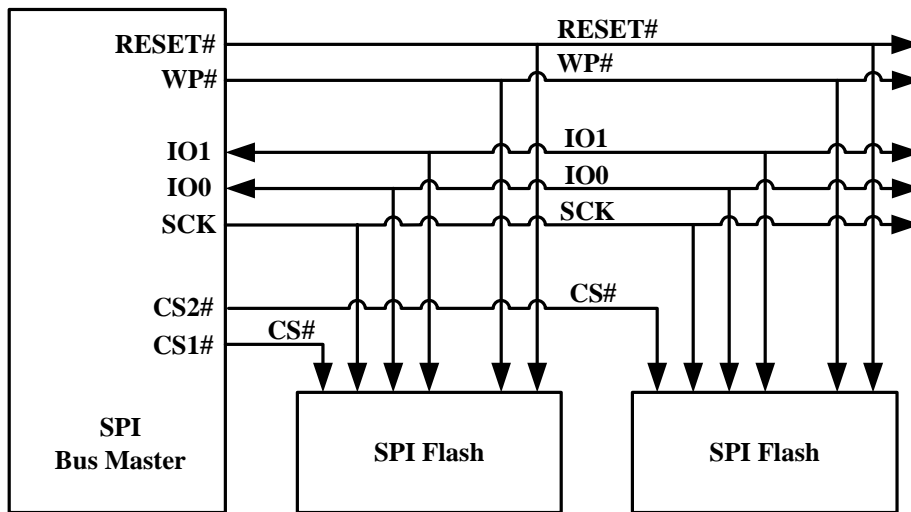 RESET#
RESET#
WP#
WP#
IO1
IO1
IO0
IO0
SCK
SCK
CS2#
CS#
CS1#
CS#
SPI
Bus Master
SPI Flash
SPI Flash